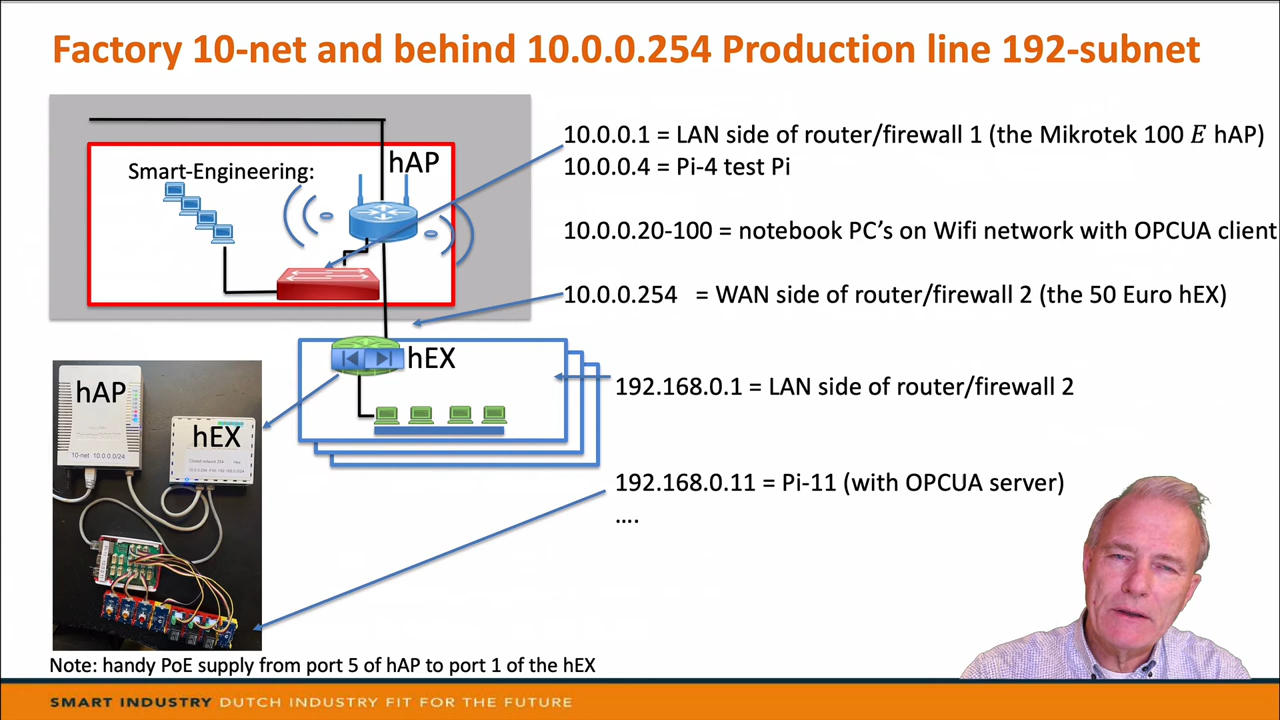 Factory 10-net and behind 10.0.0.254 Production line 192-subnet
Smart-Engineering:
hAP
10.0.0.1 = LAN side of router/firewall 1 (the Mikrotek 100 E hAP)
10.0.0.4 = Pi-4 test Pi
10.0.0.20-100 = notebook PC's on Wifi network with OPCUA client
10.0.0.254 = WAN side of router/firewall 2 (the 50 Euro hEX)
hEX
192.168.0.1 = LAN side of router/firewall 2
192.168.0.11 = Pi-11 (with OPCUA server)
....
hAP
10-net 10.0.0.0/24
hEX
Note: handy PoE supply from port 5 of hAP to port 1 of the hEX
SMART INDUSTRY DUTCH INDUSTRY FIT FOR THE FUTURE